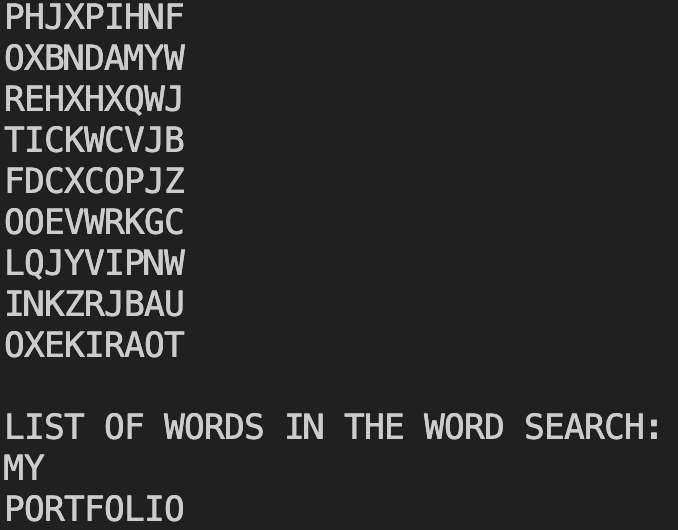 PHJXPIHNF
OXBNDAMYW
REHXHXQWJ
TICKWCVJB
FDCXCOPJZ
OOEVWRKGC
LQJYVIPNW
INKZRJBAU
OXEKIRAOT
LIST OF WORDS IN THE WORD SEARCH:
MY
PORTFOLIO